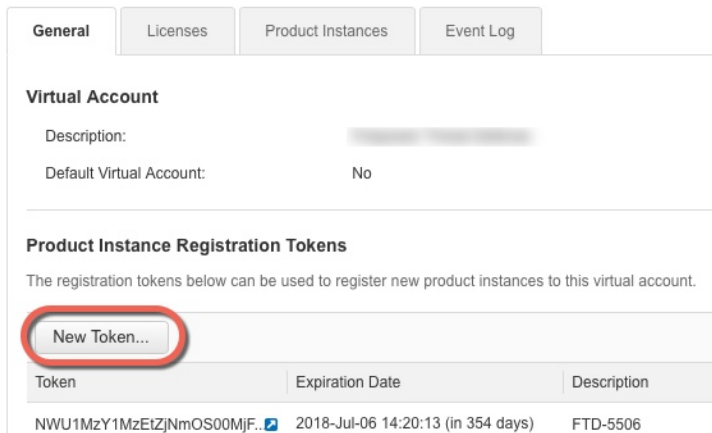 General Licenses Product Instances Event Log
Virtual Account
Description:
Default Virtual Account: No
Product Instance Registration Tokens
The registration tokens below can be used to register new product instances to this virtual account.
New Token...
Token Expiration Date Description
NWU1MzY1MzEtZjNmOS00MjF.. 2018-Jul-06 14:20:13 (in 354 days) FTD-5506